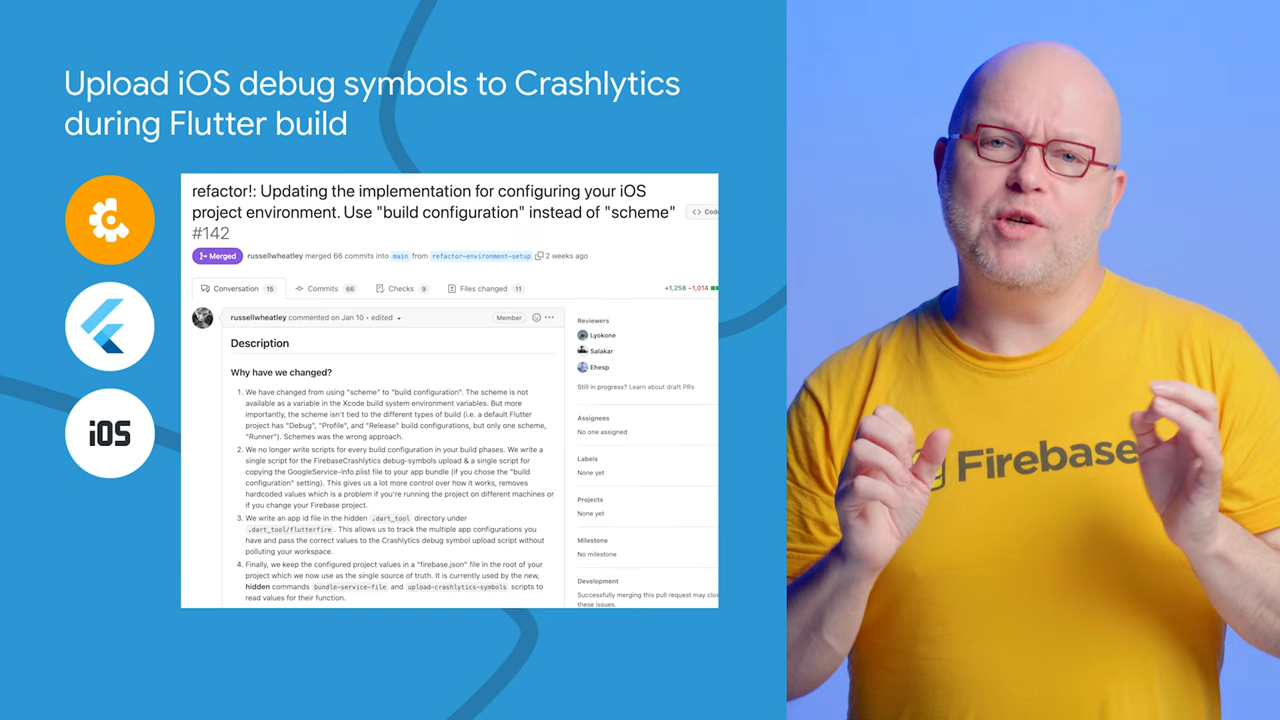 Upload iOS debug symbols to Crashlytics
during Flutter build
iOS
refactor!: Updating the implementation for configuring your iOS
project environment. Use "build configuration" instead of "scheme"
#142
Merged russellwheatley merged 66 commits into main from refactor-environment-setup 2 weeks ago
Conversation 15 Commits 66 Checks 9 Files changed 11
+1,258 −1,014
russellwheatley commented on Jan 10 • edited Member
Description
Why have we changed?
1. We have changed from using "scheme" to "build configuration". The scheme is not
available as a variable in the Xcode build system environment variables. But more
importantly, the scheme isn't tied to the different types of build (i.e. a default Flutter
project has "Debug", "Profile", and "Release" build configurations, but only one scheme,
"Runner"). Schemes was the wrong approach.
2. We no longer write scripts for every build configuration in your build phases. We write a
single script for the FirebaseCrashlytics debug-symbols upload & a single script for
copying the GoogleService-Info.plist file to your app bundle (if you chose the "build
configuration" setting). This gives us a lot more control over how it works, removes
hardcoded values which is a problem if you're running the project on different machines or
if you change your Firebase project.
3. We write an app id file in the hidden .dart_tool directory under
.dart_tool/flutterfire. This allows us to track the multiple app configurations you
have and pass the correct values to the Crashlytics debug symbol upload script without
polluting your workspace.
4. Finally, we keep the configured project values in a "firebase.json" file in the root of your
project which we now use as the single source of truth. It is currently used by the new,
hidden commands bundle-service-file and upload-crashlytics-symbols scripts to
read values for their function.
Reviewers
Lyokone
Salakar
Ehesp
Still in progress? Learn about draft PRs
Assignees
No one assigned
Labels
None yet
Projects
None yet
Milestone
No milestone
Development
Successfully merging this pull request may
these issues.
Firebase